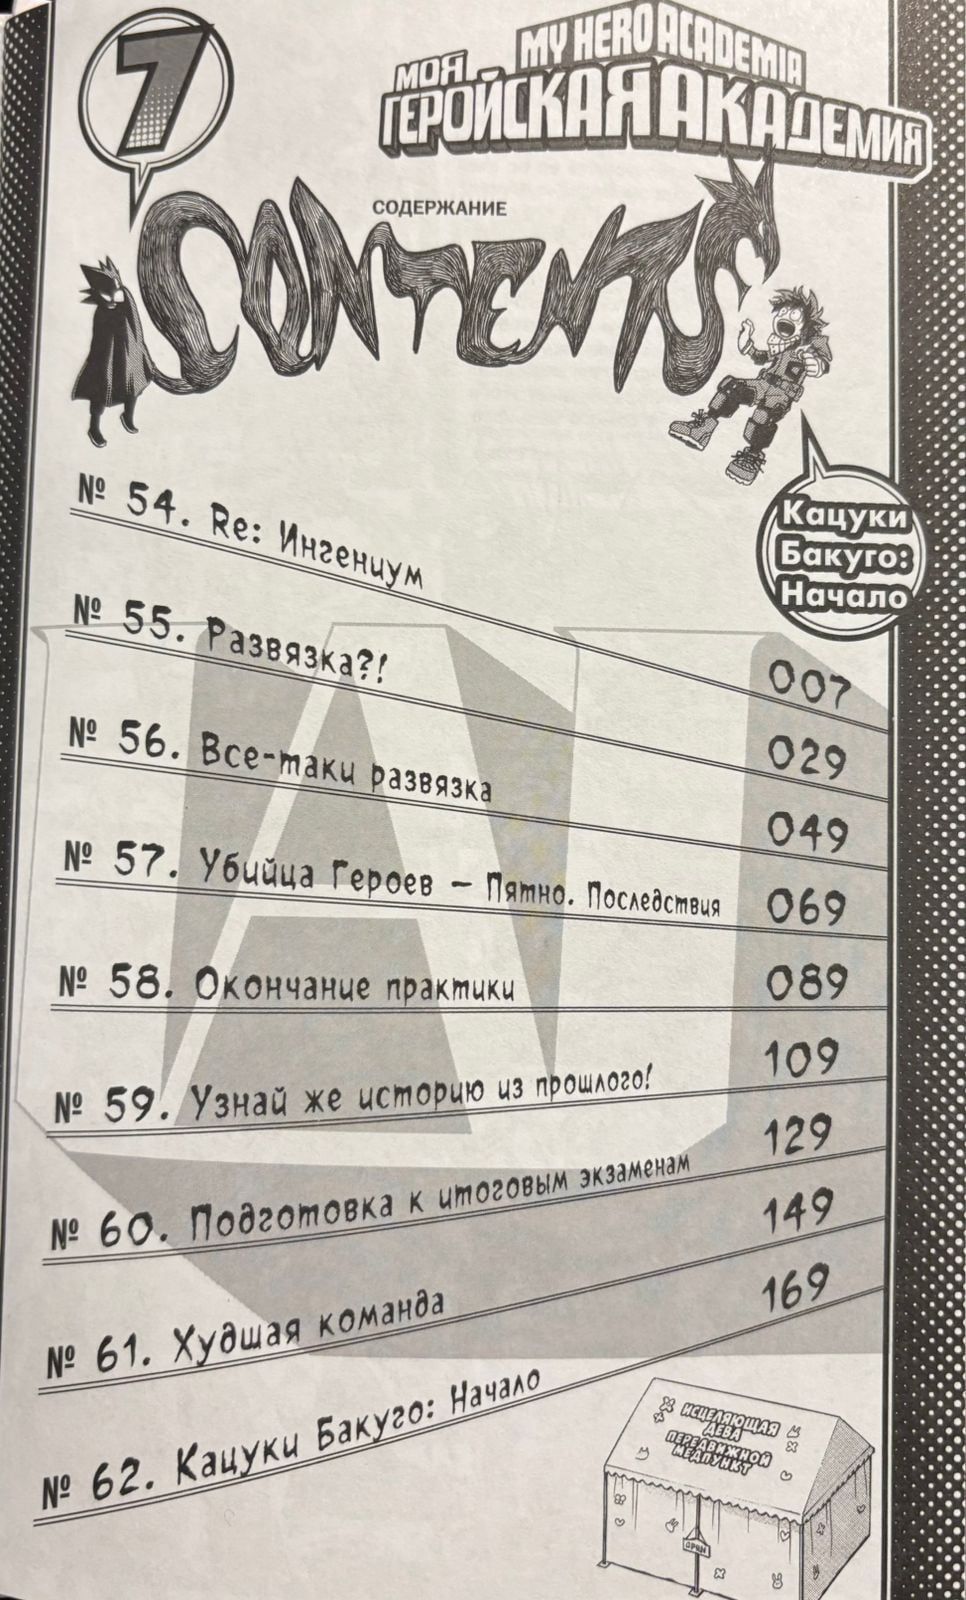 7
MY HERO ACADEMIA
МОЯ
ГЕРОЙСКАЯ АКАДЕМИЯ
СОДЕРЖАНИЕ
CONTENTS
Кацуки
Бакуго:
Начало
№ 54. Re: Ингениум 007
№ 55. Развязка?! 029
№ 56. Все-таки развязка 049
№ 57. Убийца Героев – Пятно. Последствия 069
№ 58. Окончание практики 089
№ 59. Узнай же историю из прошлого! 109
№ 60. Подготовка к итоговым экзаменам 129
№ 61. Худшая команда 149
№ 62. Кацуки Бакуго: Начало 169
ИСЦЕЛЯЮЩАЯ
ДЕВА
ПЕРЕДВИЖНОЙ
МЕДПУНКТ